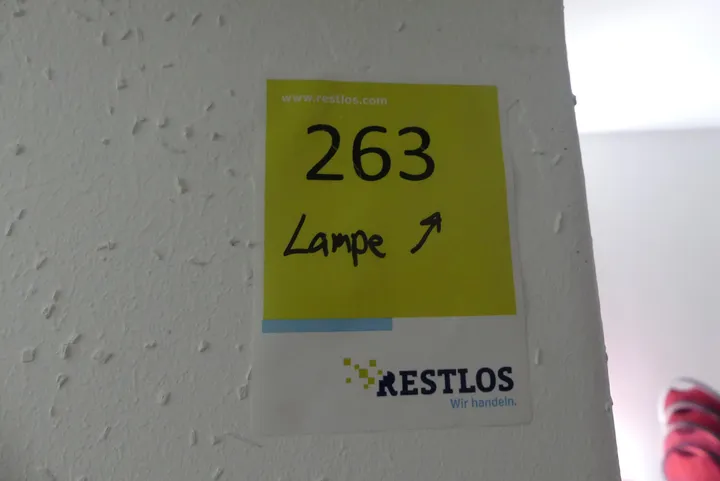 www.restlos.com
263
Lampe ↗
RESTLOS
Wir handeln.